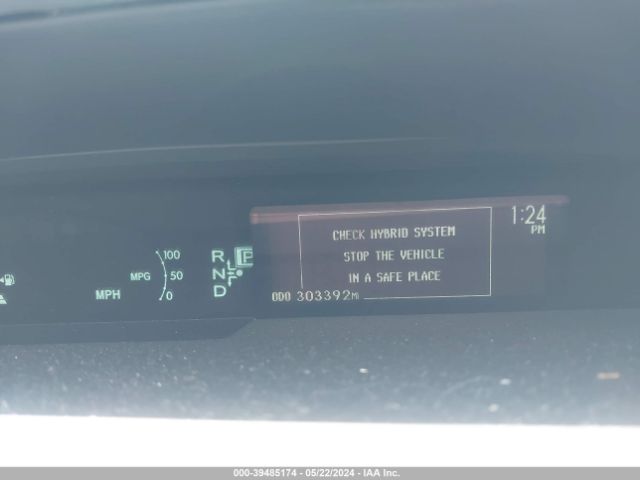 1:24
PM
CHECK HYBRID SYSTEM
STOP THE VEHICLE
IN A SAFE PLACE
ODO 303392MI
100
MPG 50
0
MPH
R
P
N
D
000-39485174 - 05/22/2024 - IAA Inc.